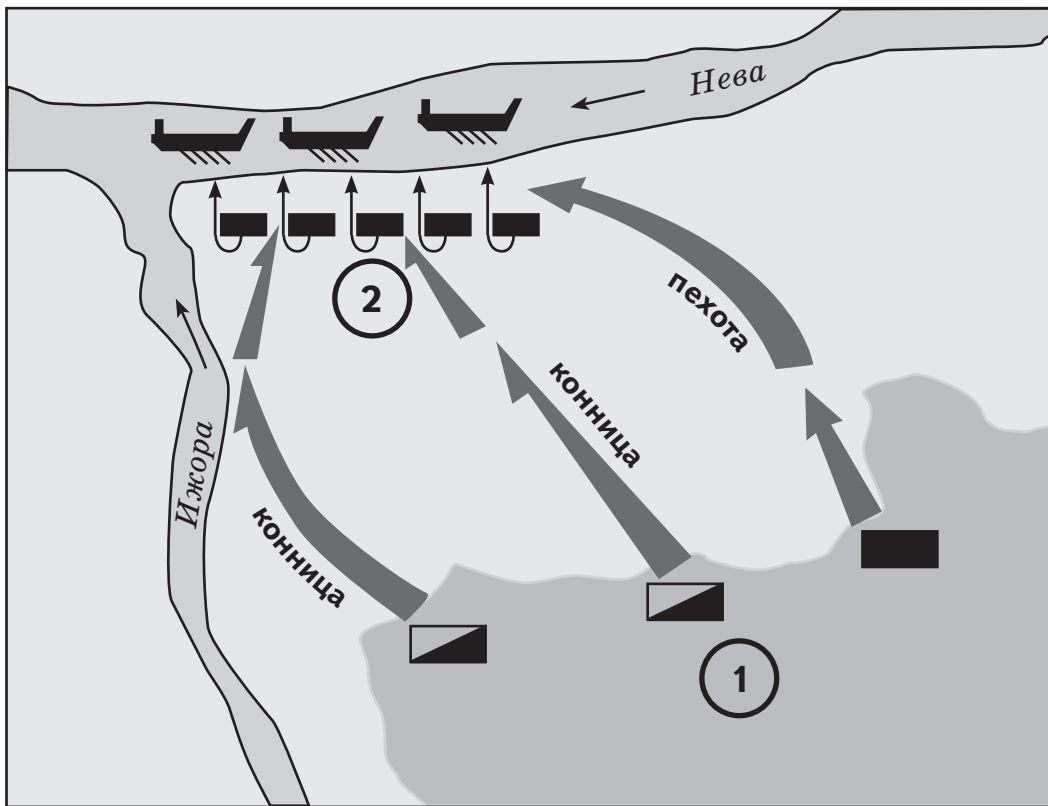 Нева
2
пехота
конница
Ижора
конница
1